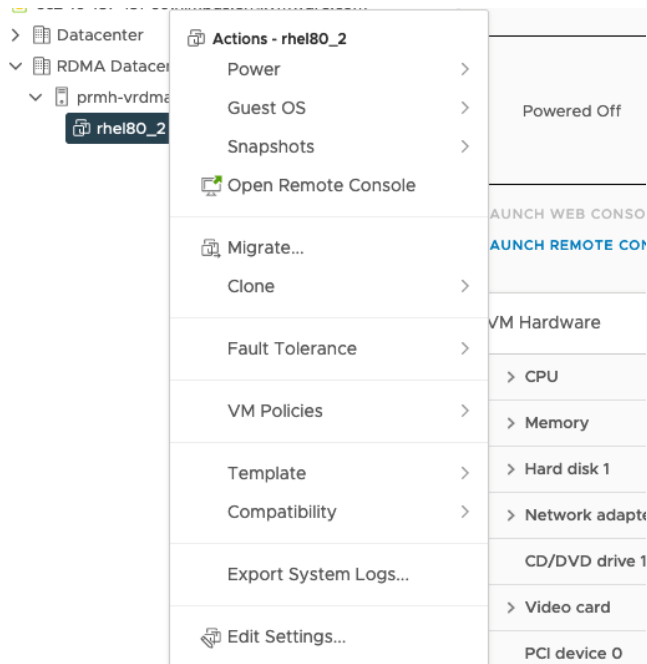 Datacenter
RDMA Datacer
prmh-vrdma
rhel80_2
Actions - rhel80_2
Power
Guest OS
Snapshots
Open Remote Console
Migrate...
Clone
Fault Tolerance
VM Policies
Template
Compatibility
Export System Logs...
Edit Settings...
Powered Off
AUNCH WEB CONSO
AUNCH REMOTE CON
VM Hardware
CPU
Memory
Hard disk 1
Network adapte
CD/DVD drive 1
Video card
PCI device 0